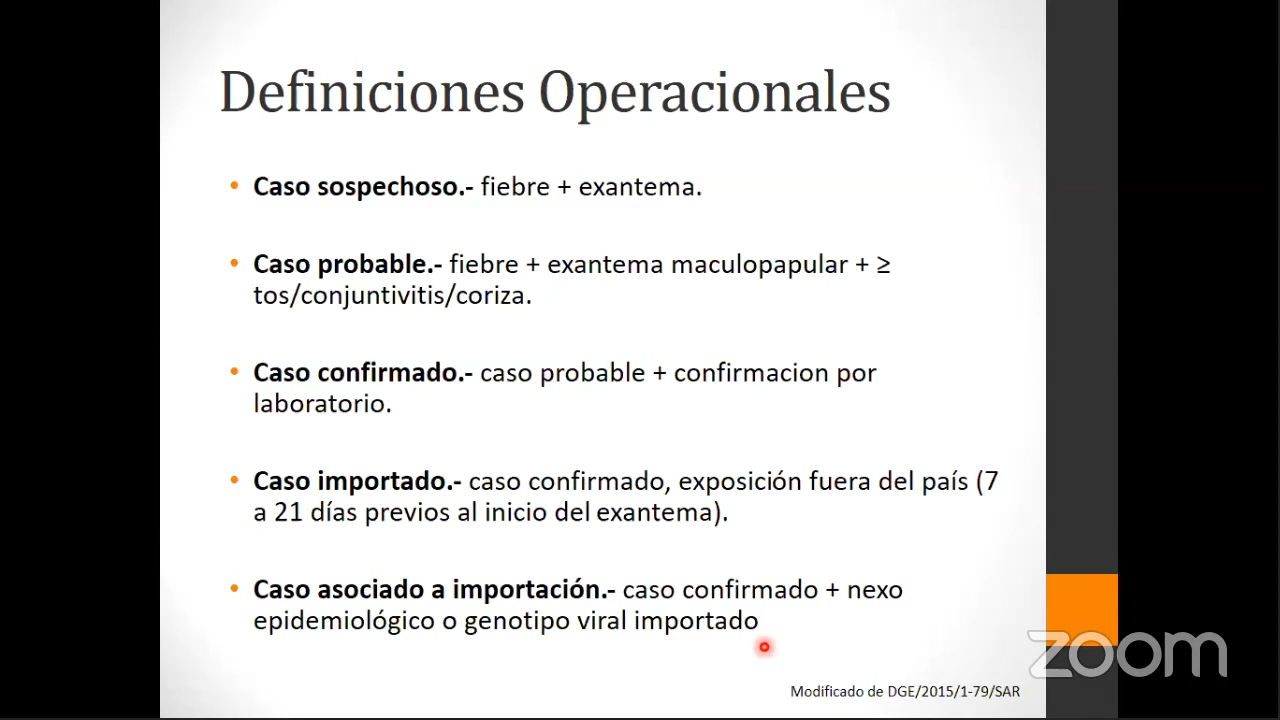 Definiciones Operacionales
• Caso sospechoso.- fiebre + exantema.
• Caso probable.- fiebre + exantema maculopapular + ≥
tos/conjuntivitis/coriza.
• Caso confirmado.- caso probable + confirmacion por
laboratorio.
• Caso importado.- caso confirmado, exposición fuera del país (7
a 21 días previos al inicio del exantema).
• Caso asociado a importación.- caso confirmado + nexo
epidemiológico o genotipo viral importado
zoom
Modificado de DGE/2015/1-79/SAR